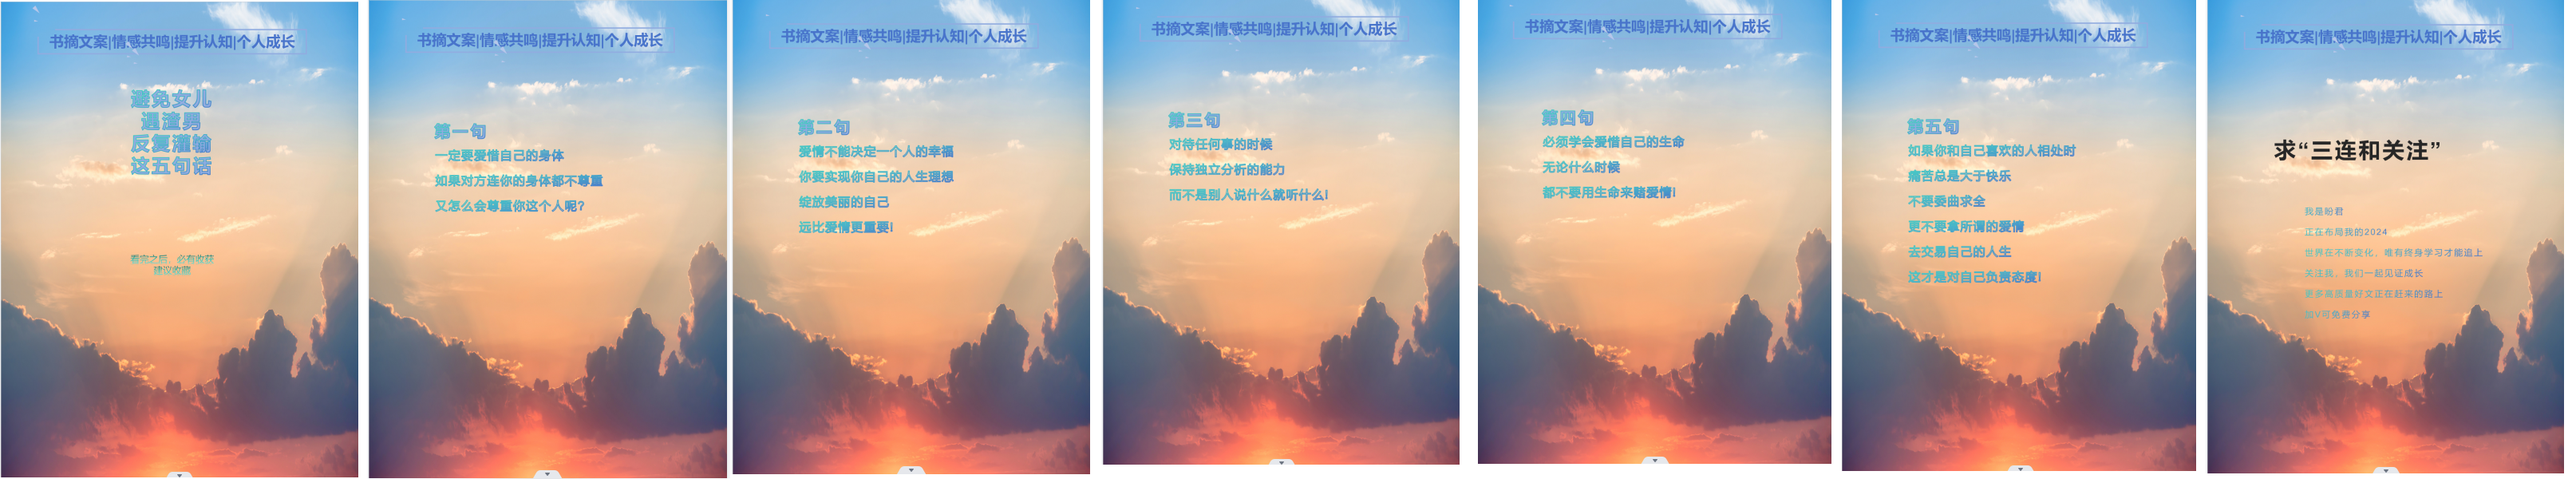 书摘文案|情感共鸣|提升认知|个人成长
避免女儿
遇渣男
反复灌输
这五句话
看完之后，必有收获
建议收藏
书摘文案|情感共鸣|提升认知|个人成长
第一句
一定要爱惜自己的身体
如果对方连你的身体都不尊重
又怎么会尊重你这个人呢?
书摘文案|情感共鸣|提升认知|个人成长
第二句
爱情不能决定一个人的幸福
你要实现你自己的人生理想
绽放美丽的自己
远比爱情更重要!
书摘文案|情感共鸣|提升认知|个人成长
第三句
对待任何事的时候
保持独立分析的能力
而不是别人说什么就听什么!
书摘文案|情感共鸣|提升认知|个人成长
第四句
必须学会爱惜自己的生命
无论什么时候
都不要用生命来赌爱情!
书摘文案|情感共鸣|提升认知|个人成长
第五句
如果你和自己喜欢的人相处时
痛苦总是大于快乐
不要委曲求全
更不要拿所谓的爱情
去交易自己的人生
这才是对自己负责态度!
书摘文案|情感共鸣|提升认知|个人成长
求“三连和关注”
我是盼君
正在布局我的2024
世界在不断变化，唯有终身学习才能追上
关注我，我们一起见证成长
更多高质量好文正在赶来的路上
加V可免费分享